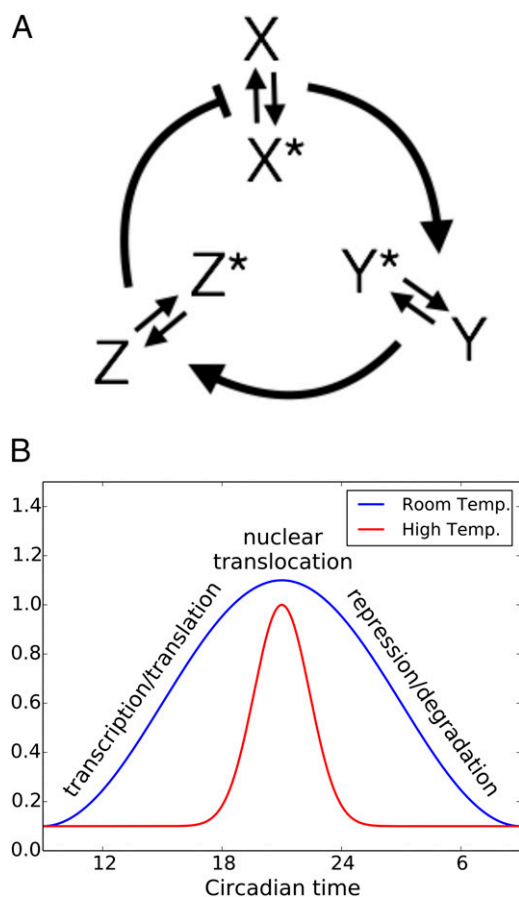 A
X
X*
Z*
Y*
Z
Y
B
1.4
1.2
1.0
0.8
0.6
0.4
0.2
0.0
Room Temp.
High Temp.
nuclear
translocation
transcription/translation
repression/degradation
12
18
24
6
Circadian time